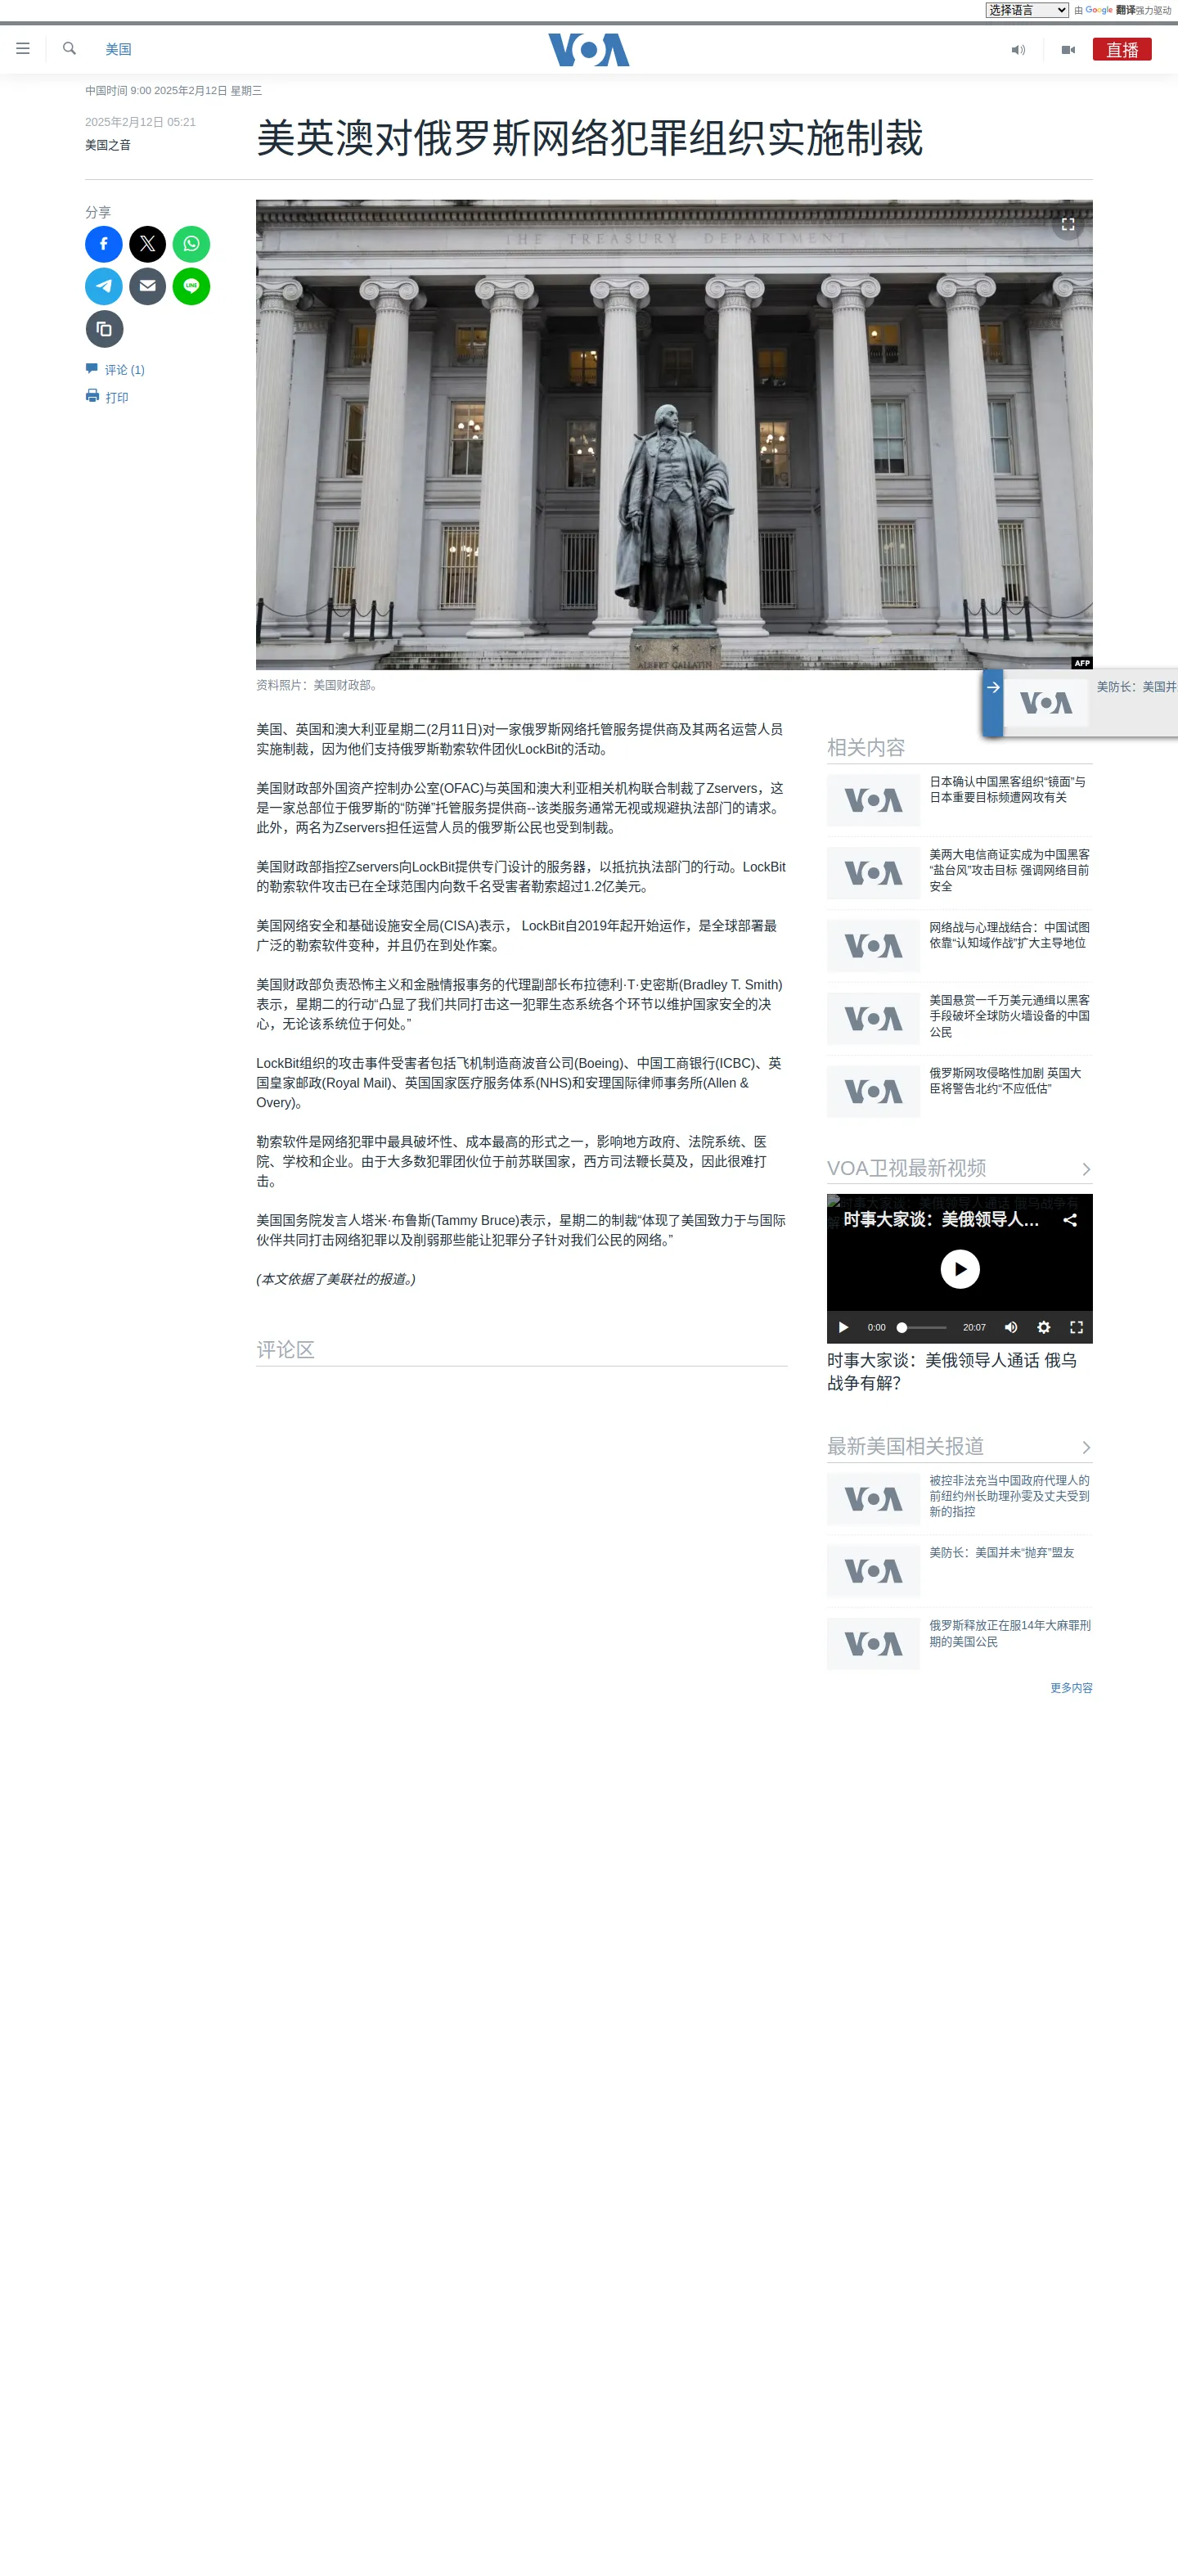 选择语言 由 Google 翻译强力驱动
美国
VOA
直播
中国时间 9:00 2025年2月12日 星期三
2025年2月12日 05:21
美国之音
美英澳对俄罗斯网络犯罪组织实施制裁
分享
评论 (1)
打印
THE TREASURY DEPARTMENT
ALBERT GALLATIN
AFP
资料照片：美国财政部。
VOA
美防长：美国并
美国、英国和澳大利亚星期二(2月11日)对一家俄罗斯网络托管服务提供商及其两名运营人员
实施制裁，因为他们支持俄罗斯勒索软件团伙LockBit的活动。
美国财政部外国资产控制办公室(OFAC)与英国和澳大利亚相关机构联合制裁了Zservers，这
是一家总部位于俄罗斯的“防弹”托管服务提供商--该类服务通常无视或规避执法部门的请求。
此外，两名为Zservers担任运营人员的俄罗斯公民也受到制裁。
美国财政部指控Zservers向LockBit提供专门设计的服务器，以抵抗执法部门的行动。LockBit
的勒索软件攻击已在全球范围内向数千名受害者勒索超过1.2亿美元。
美国网络安全和基础设施安全局(CISA)表示， LockBit自2019年起开始运作，是全球部署最
广泛的勒索软件变种，并且仍在到处作案。
美国财政部负责恐怖主义和金融情报事务的代理副部长布拉德利·T·史密斯(Bradley T. Smith)
表示，星期二的行动“凸显了我们共同打击这一犯罪生态系统各个环节以维护国家安全的决
心，无论该系统位于何处。”
LockBit组织的攻击事件受害者包括飞机制造商波音公司(Boeing)、中国工商银行(ICBC)、英
国皇家邮政(Royal Mail)、英国国家医疗服务体系(NHS)和安理国际律师事务所(Allen &
Overy)。
勒索软件是网络犯罪中最具破坏性、成本最高的形式之一，影响地方政府、法院系统、医
院、学校和企业。由于大多数犯罪团伙位于前苏联国家，西方司法鞭长莫及，因此很难打
击。
美国国务院发言人塔米·布鲁斯(Tammy Bruce)表示，星期二的制裁“体现了美国致力于与国际
伙伴共同打击网络犯罪以及削弱那些能让犯罪分子针对我们公民的网络。”
(本文依据了美联社的报道。)
评论区
相关内容
VOA
日本确认中国黑客组织“镜面”与
日本重要目标频遭网攻有关
VOA
美两大电信商证实成为中国黑客
“盐台风”攻击目标 强调网络目前
安全
VOA
网络战与心理战结合：中国试图
依靠“认知域作战”扩大主导地位
VOA
美国悬赏一千万美元通缉以黑客
手段破坏全球防火墙设备的中国
公民
VOA
俄罗斯网攻侵略性加剧 英国大
臣将警告北约“不应低估”
VOA卫视最新视频
时事大家谈：美俄领导人通话 俄乌战争有
解
时事大家谈：美俄领导人...
0:00 20:07
时事大家谈：美俄领导人通话 俄乌
战争有解？
最新美国相关报道
VOA
被控非法充当中国政府代理人的
前纽约州长助理孙雯及丈夫受到
新的指控
VOA
美防长：美国并未“抛弃”盟友
VOA
俄罗斯释放正在服14年大麻罪刑
期的美国公民
更多内容